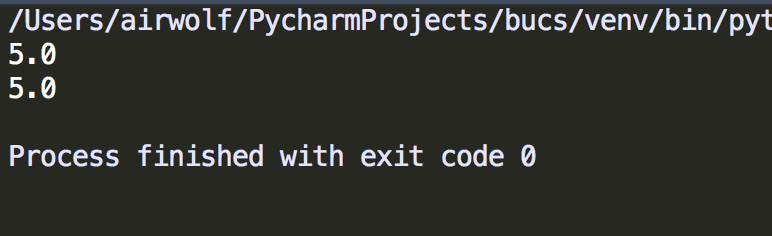 /Users/airwolf/PycharmProjects/bucs/venv/bin/pyt
5.0
5.0
Process finished with exit code 0